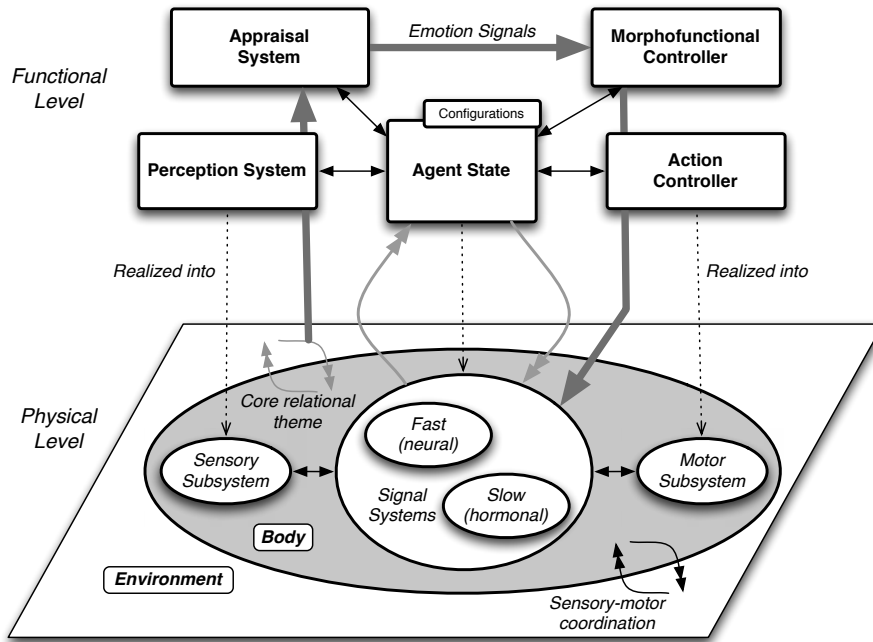 Appraisal
System
Emotion Signals
Morphofunctional
Controller
Functional
Level
Configurations
Perception System
Agent State
Action
Controller
Realized into
Realized into
Core relational
theme
Physical
Level
Fast
(neural)
Sensory
Subsystem
Signal
Systems
Slow
(hormonal)
Motor
Subsystem
Body
Environment
Sensory-motor
coordination